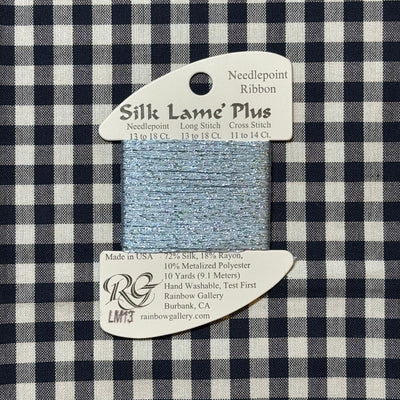 Needlepoint
Ribbon
Silk Lame' Plus
Needlepoint Long Stitch Cross Stitch
13 to 18 Ct. 13 to 18 Ct. 11 to 14 Ct.
Made in USA
72% Silk, 18% Rayon,
10% Metalized Polyester
10 Yards (9.1 Meters)
Hand Washable, Test First
Rainbow Gallery
Burbank, CA
rainbowgallery.com
RG
LM13